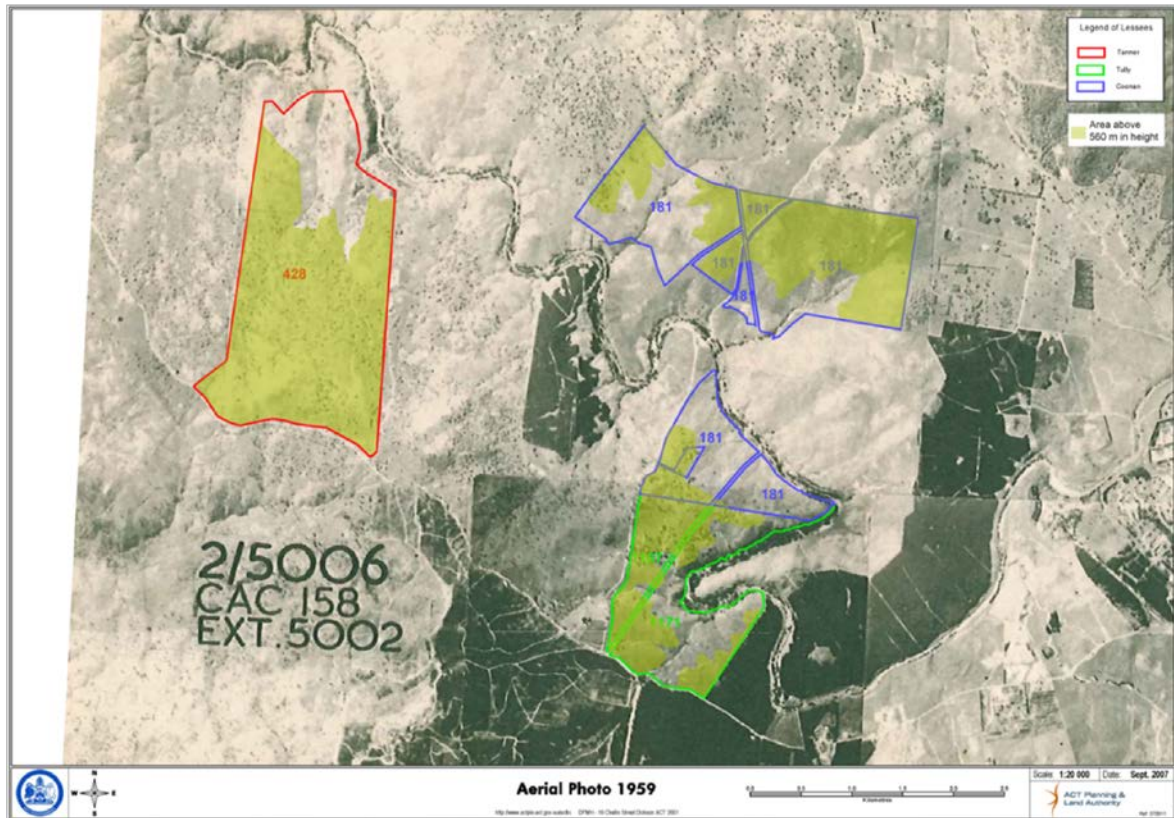 Legend of Lessees
Tanner
Tully
Coonan
Area above
560 m in height
181
181
181
181
181
428
181
181
2/5006
CAC 158
EXT. 5002
N
W
E
S
Aerial Photo 1959
Kilometres
Scale: 1:20 000
Date: Sept. 2007
ACT Planning &
Land Authority